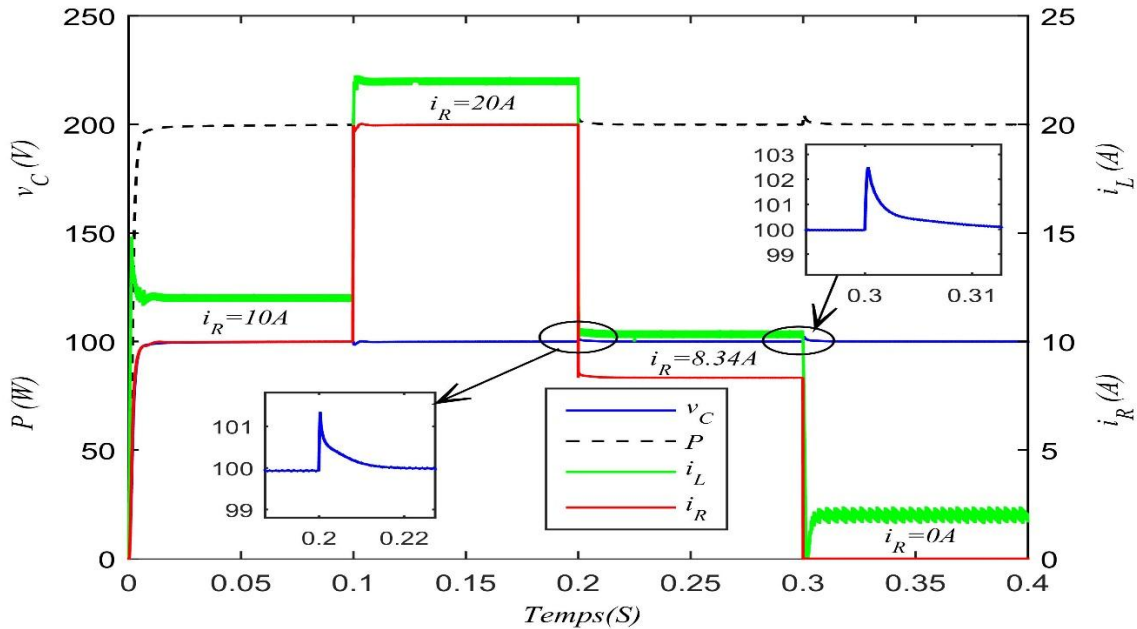 250
200
150
100
50
0
v_C (V)
P (W)
25
20
15
10
5
0
i_L (A)
i_R (A)
i_R=20A
i_R=10A
i_R=8.34A
i_R=0A
103
102
101
100
99
0.3 0.31
101
100
99
0.2 0.22
v_C
P
i_L
i_R
0 0.05 0.1 0.15 0.2 0.25 0.3 0.35 0.4
Temps(S)